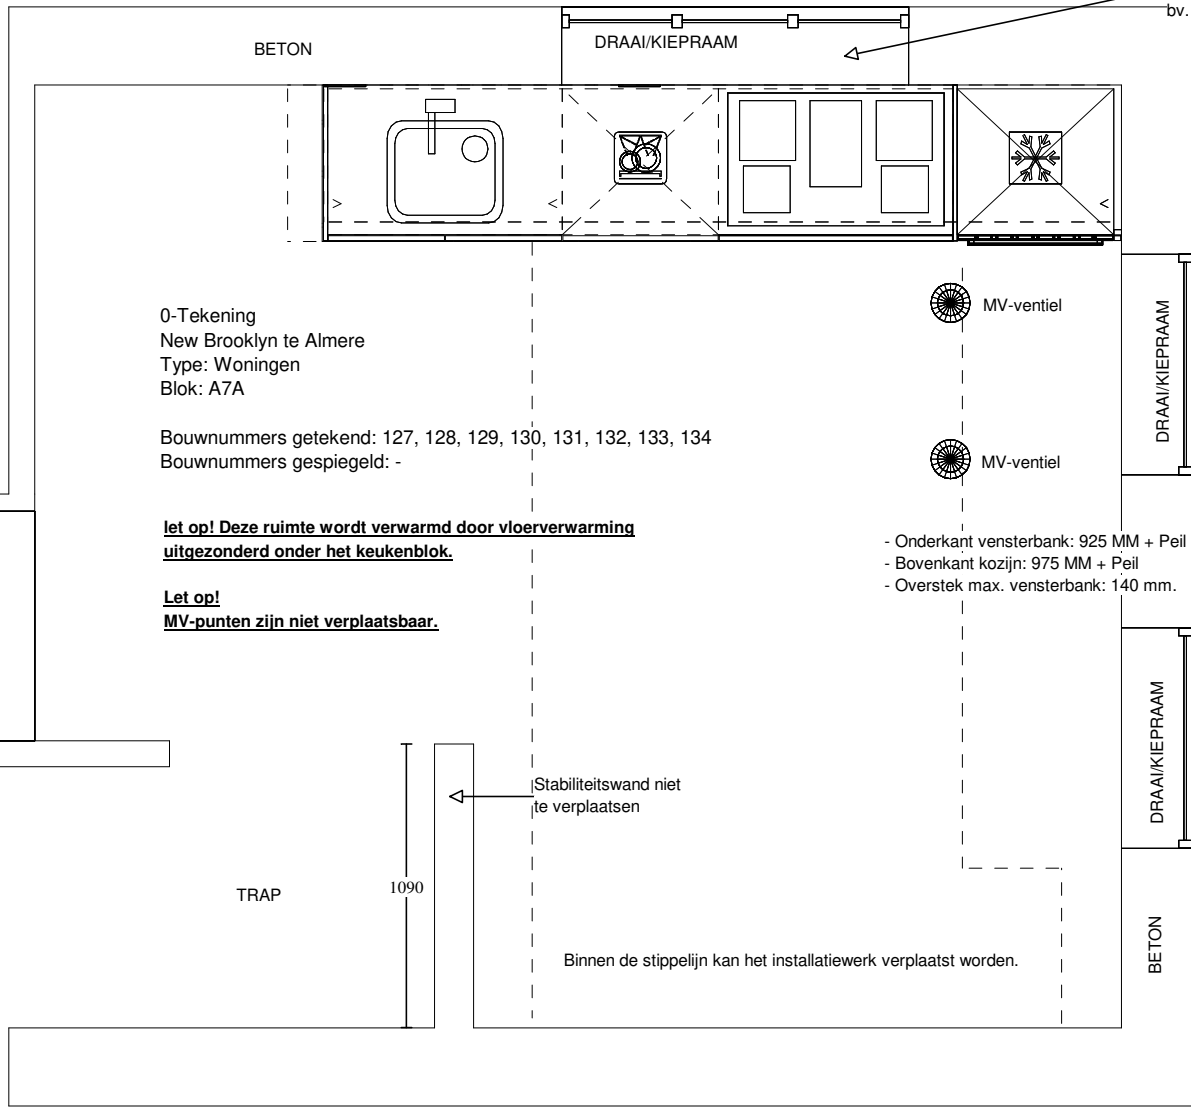 bv.
BETON
DRAAI/KIEPRAAM
0-Tekening
New Brooklyn te Almere
Type: Woningen
Blok: A7A
Bouwnummers getekend: 127, 128, 129, 130, 131, 132, 133, 134
Bouwnummers gespiegeld: -
MV-ventiel
DRAAI/KIEPRAAM
MV-ventiel
let op! Deze ruimte wordt verwarmd door vloerverwarming
uitgezonderd onder het keukenblok.
- Onderkant vensterbank: 925 MM + Peil
- Bovenkant kozijn: 975 MM + Peil
- Overstek max. vensterbank: 140 mm.
Let op!
MV-punten zijn niet verplaatsbaar.
DRAAI/KIEPRAAM
Stabiliteitswand niet
te verplaatsen
1090
TRAP
BETON
Binnen de stippelijn kan het installatiewerk verplaatst worden.